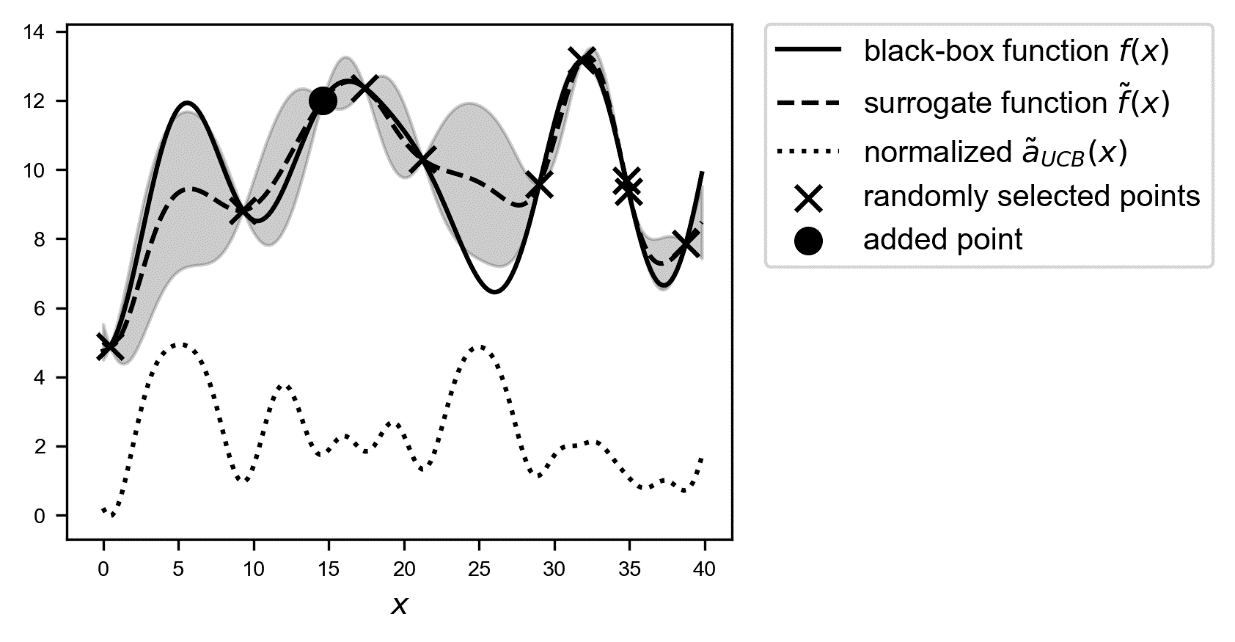 14
12
10
8
6
4
2
0
0 5 10 15 20 25 30 35 40
x
black-box function f(x)
surrogate function f̃(x)
normalized ã_UCB(x)
randomly selected points
added point